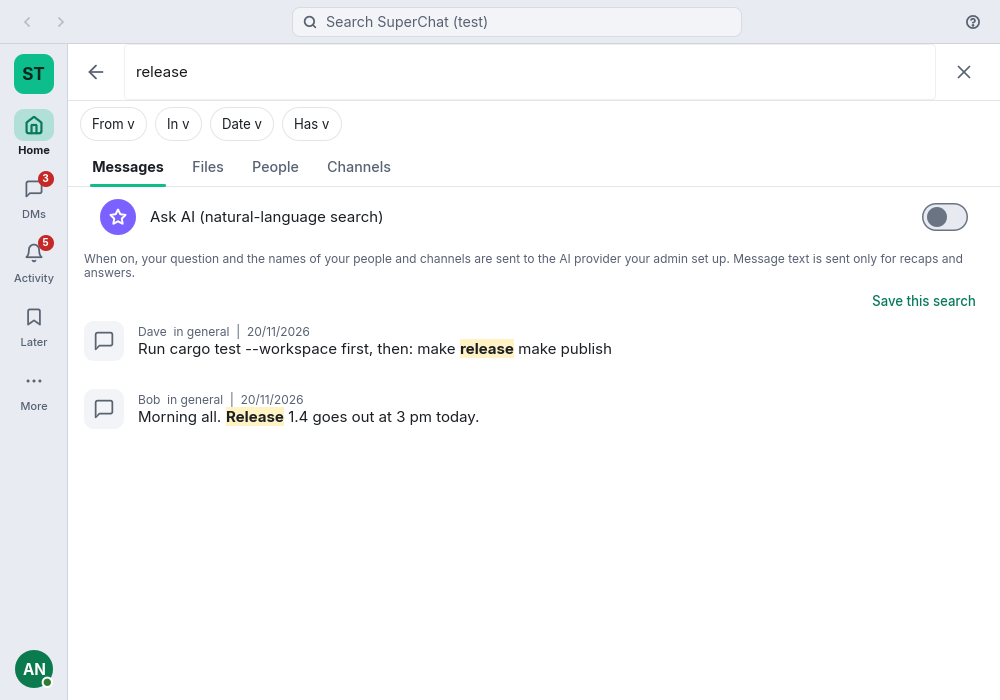 Search SuperChat (test)
ST
release
From v
In v
Date v
Has v
Home
Messages
Files
People
Channels
3
DMs
Ask AI (natural-language search)
5
Activity
When on, your question and the names of your people and channels are sent to the AI provider your admin set up. Message text is sent only for recaps and
answers.
Save this search
Later
Dave in general | 20/11/2026
Run cargo test --workspace first, then: make release make publish
More
Bob in general | 20/11/2026
Morning all. Release 1.4 goes out at 3 pm today.
AN